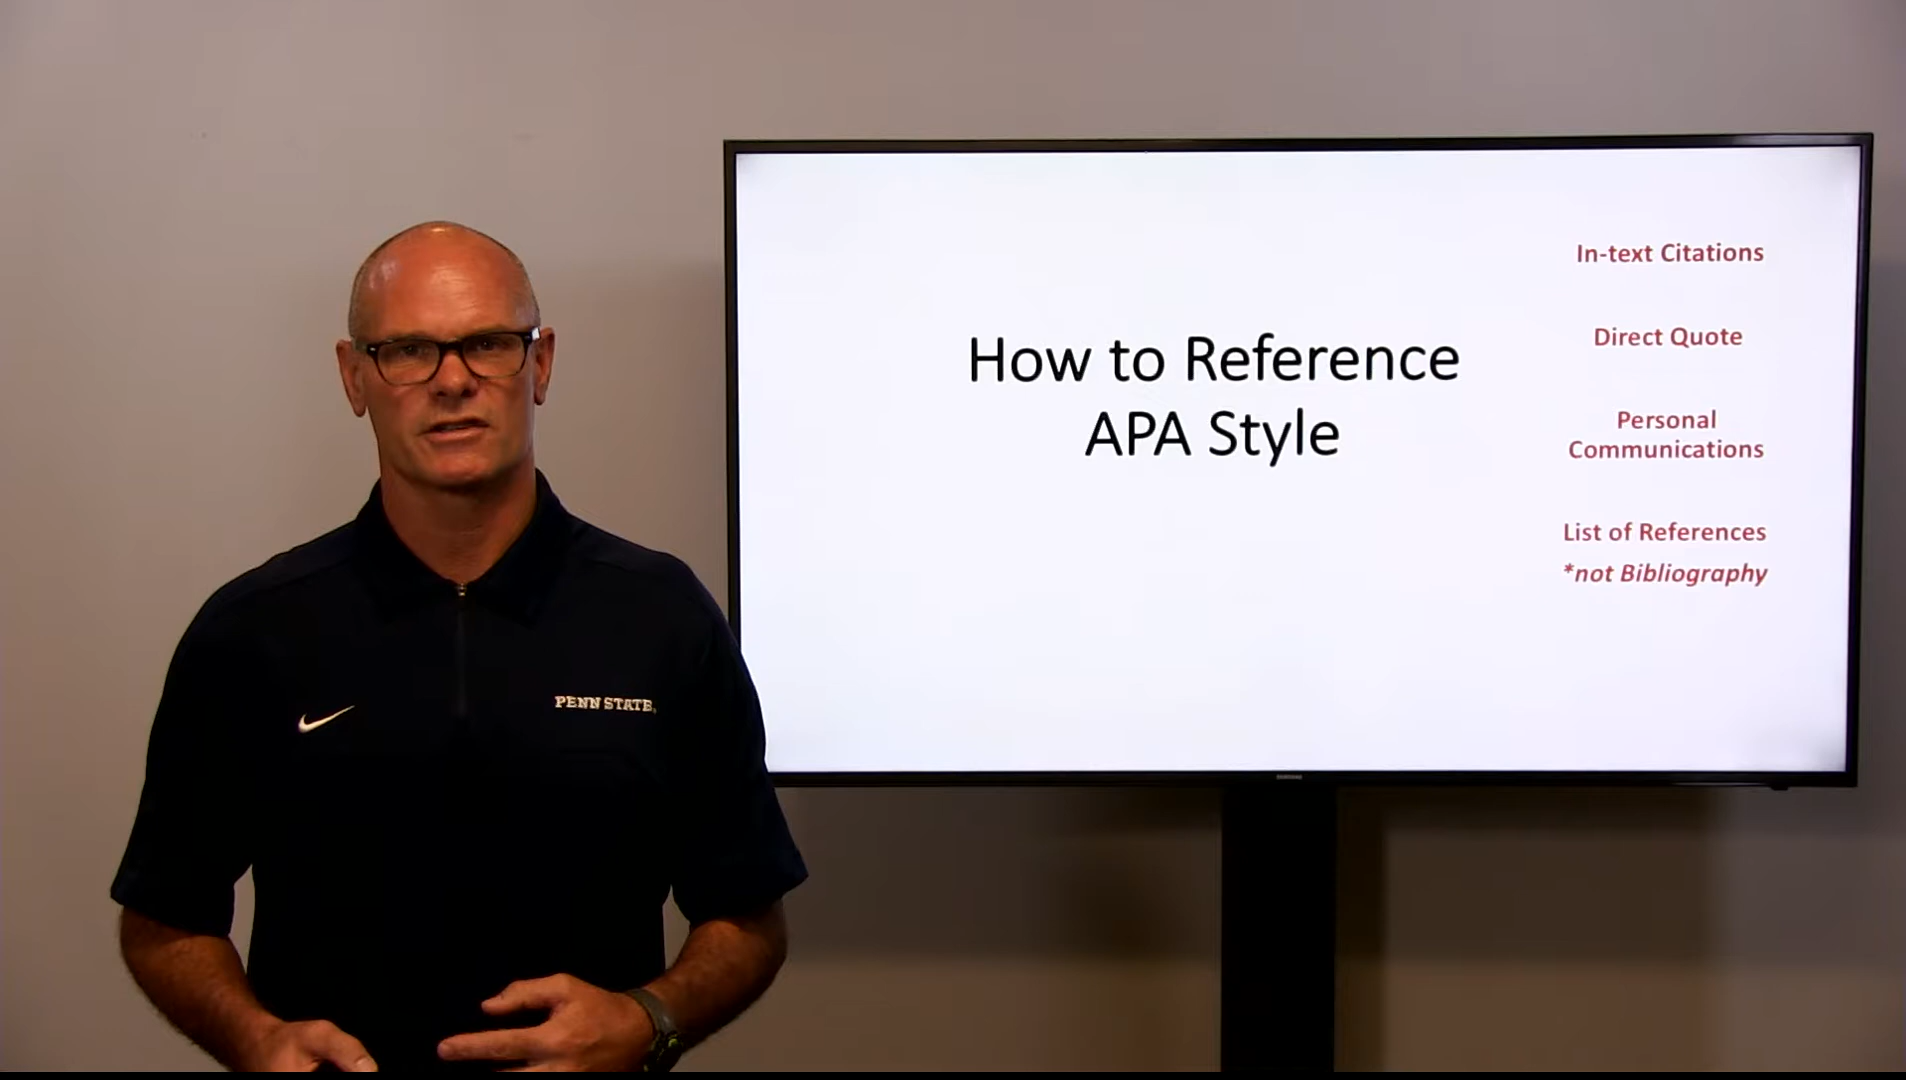 How to Reference
APA Style
In-text Citations
Direct Quote
Personal
Communications
List of References
*not Bibliography
PENN STATE
SAMSUNG